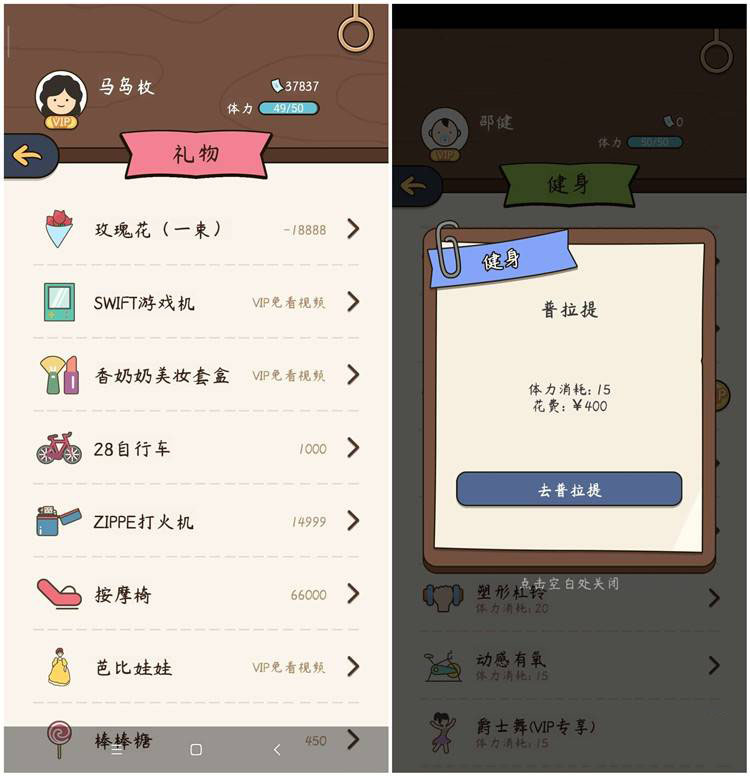 马岛枚
VIP
37837
体力 49/50
礼物
玫瑰花（一束） -18888
SWIFT游戏机 VIP免看视频
香奶奶美妆套盒 VIP免看视频
28自行车 1000
ZIPPE打火机 14999
按摩椅 66000
芭比娃娃 VIP免看视频
棒棒糖 450
邵健
VIP
0
体力 50/50
健身
健身
普拉提
体力消耗: 15
花费: ￥400
去普拉提
点击空白处关闭
塑形杠铃
体力消耗: 20
动感有氧
体力消耗: 15
爵士舞(VIP专享)
体力消耗: 15